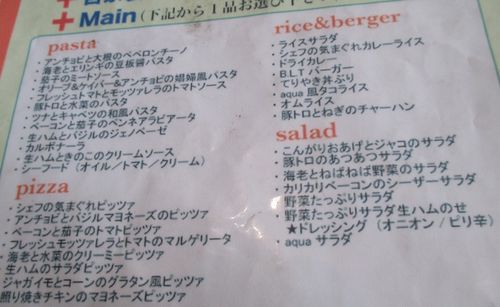 + Main (下記から1品お選び下
pasta
・アンチョビと大根のペペロンチーノ
・海老とエリンギの豆板醤パスタ
・茄子のミートソース
・オリーブ&ケイパー&アンチョビの娼婦風パスタ
・フレッシュトマトとモッツァレラのトマトソース
・豚トロと水菜のパスタ
・ツナとキャベツの和風パスタ
・ベーコンと茄子のペンネアラビアータ
・生ハムとバジルのジェノベーゼ
・カルボナーラ
・生ハムときのこのクリームソース
・シーフード (オイル/トマト/クリーム)
pizza
・シェフの気まぐれピッツァ
・アンチョビとバジルマヨネーズのピッツァ
・ベーコンと茄子のトマトピッツァ
・フレッシュモッツァレラとトマトのマルゲリータ
・海老と水菜のクリーミーピッツァ
・生ハムのサラダピッツァ
・ジャガイモとコーンのグラタン風ピッツァ
照り焼きチキンのマヨネーズピッツァ
rice&berger
・ライスサラダ
・シェフの気まぐれカレーライス
・ドライカレー
・B.L.T バーガー
・てりやき丼ぶり
・aqua 風タコライス
・オムライス
・豚トロとねぎのチャーハン
salad
・こんがりおあげとジャコのサラダ
・豚トロのあつあつサラダ
・海老とねばねば野菜のサラダ
・カリカリベーコンのシーザーサラダ
・野菜たっぷりサラダ
・野菜たっぷりサラダ生ハムのせ
★ドレッシング (オニオン / ピリ辛)
・aqua サラダ